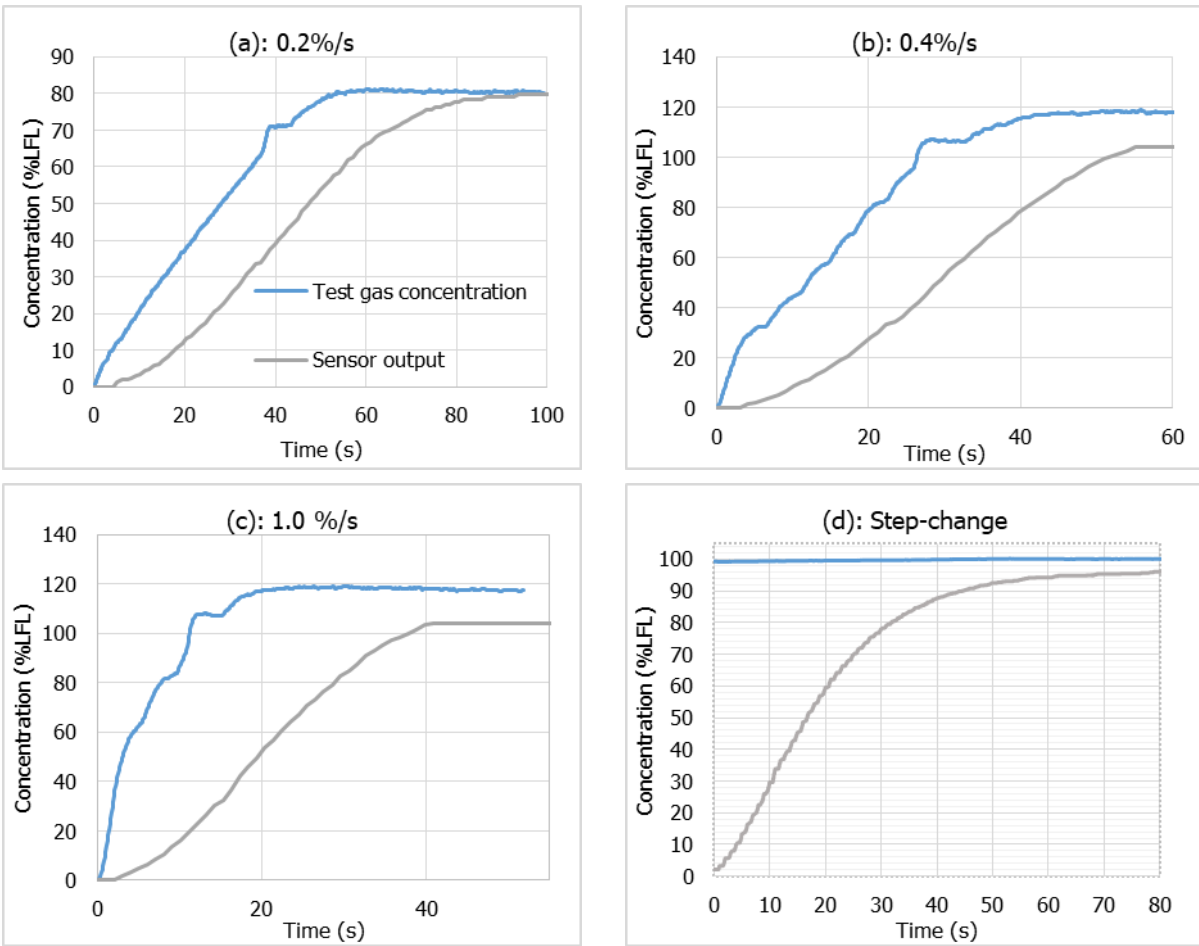 (a): 0.2%/s
Concentration (%LFL)
90
80
70
60
50
40
30
20
10
0
Test gas concentration
Sensor output
0 20 40 60 80 100
Time (s)
(b): 0.4%/s
Concentration (%LFL)
140
120
100
80
60
40
20
0
0 20 40 60
Time (s)
(c): 1.0 %/s
Concentration (%LFL)
140
120
100
80
60
40
20
0
0 20 40
Time (s)
(d): Step-change
Concentration (%LFL)
100
90
80
70
60
50
40
30
20
10
0
0 10 20 30 40 50 60 70 80
Time (s)